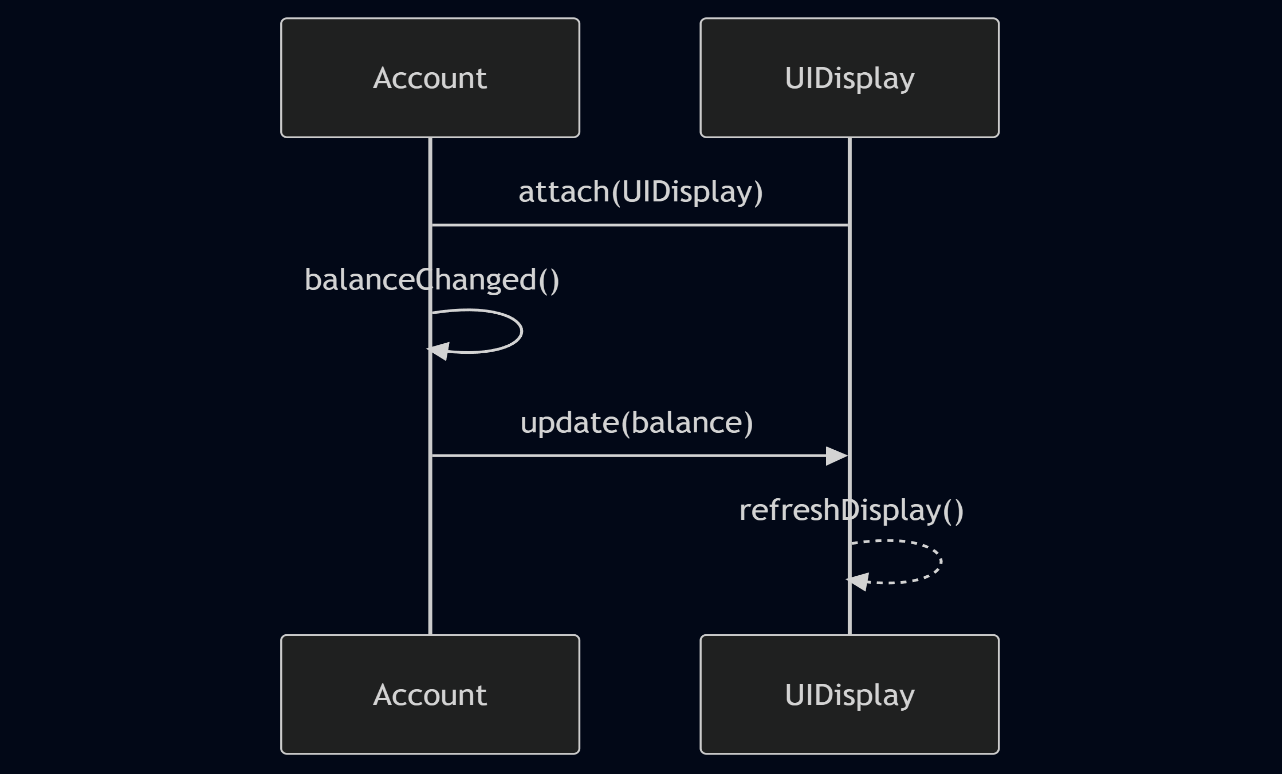 Account
UIDisplay
attach(UIDisplay)
balanceChanged()
update(balance)
refreshDisplay()
Account
UIDisplay